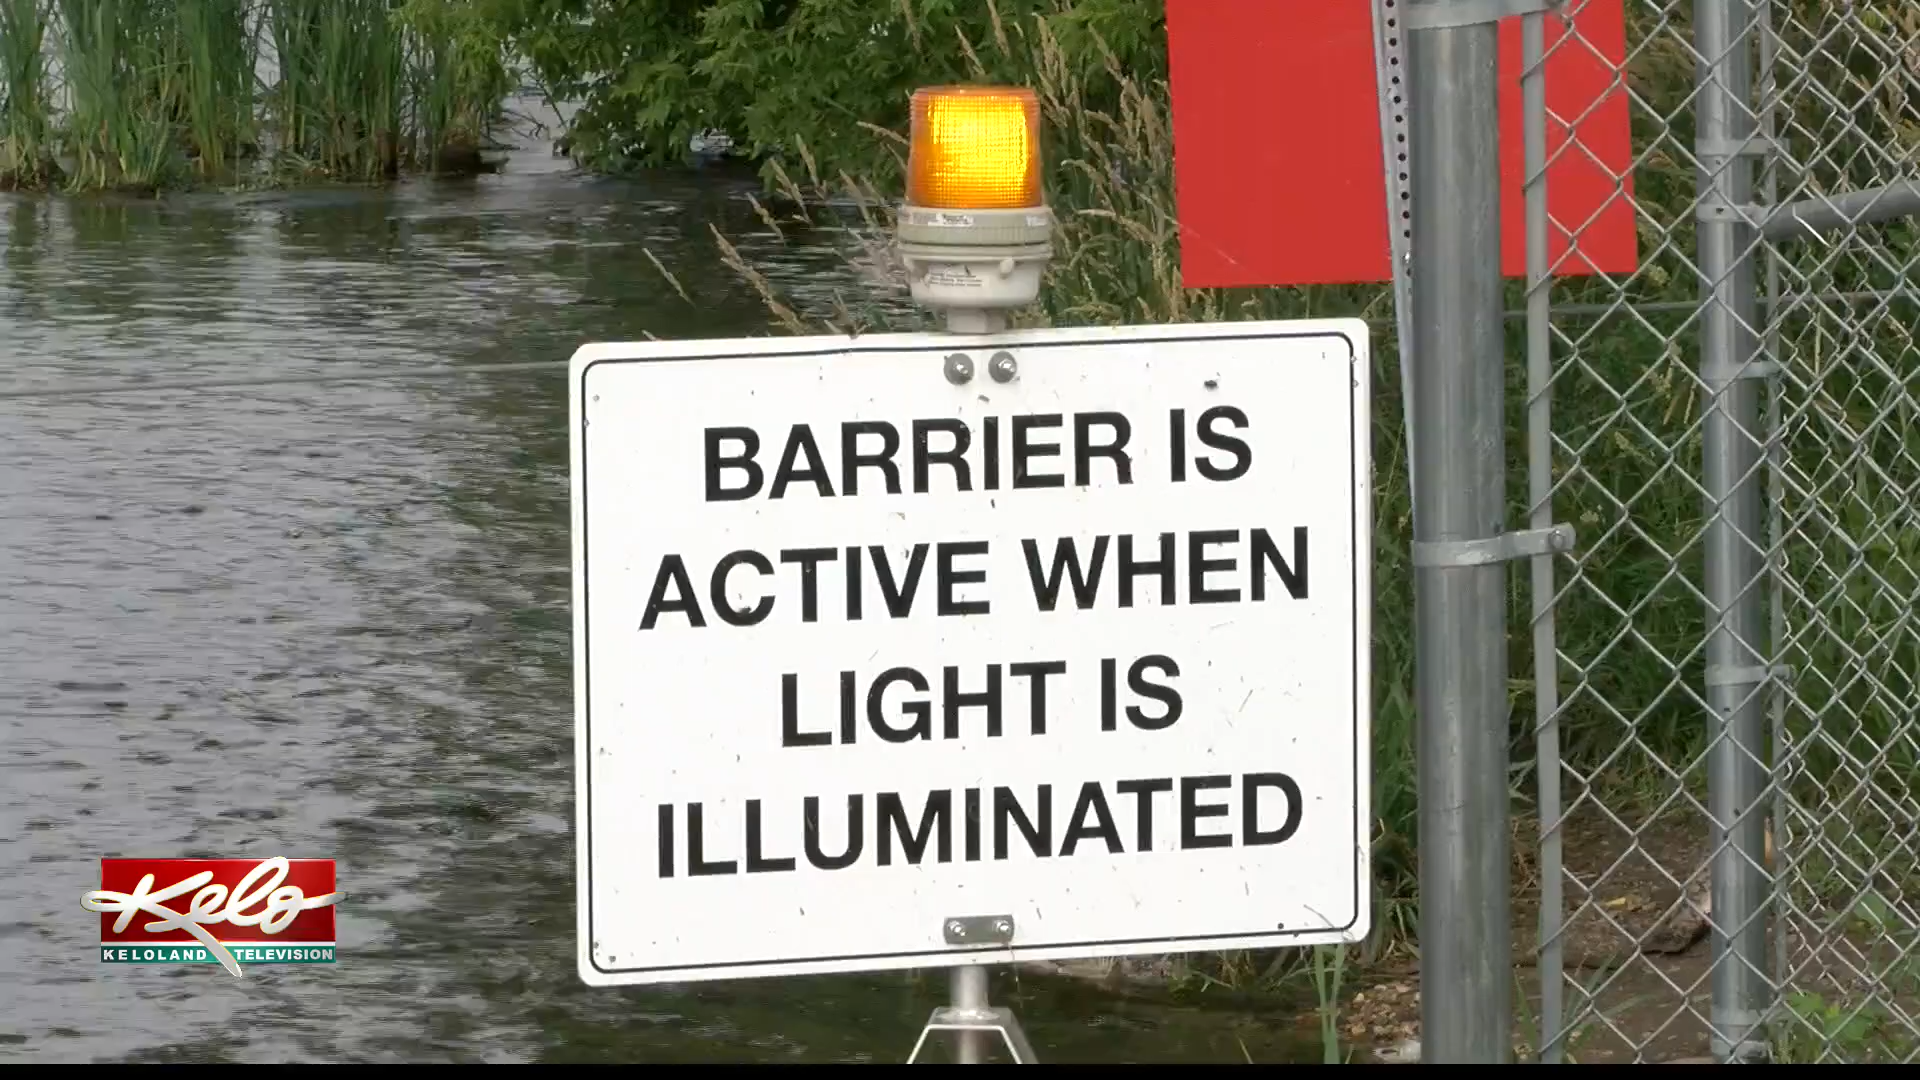 BARRIER IS
ACTIVE WHEN
LIGHT IS
ILLUMINATED
Kelo
KELOLAND TELEVISION